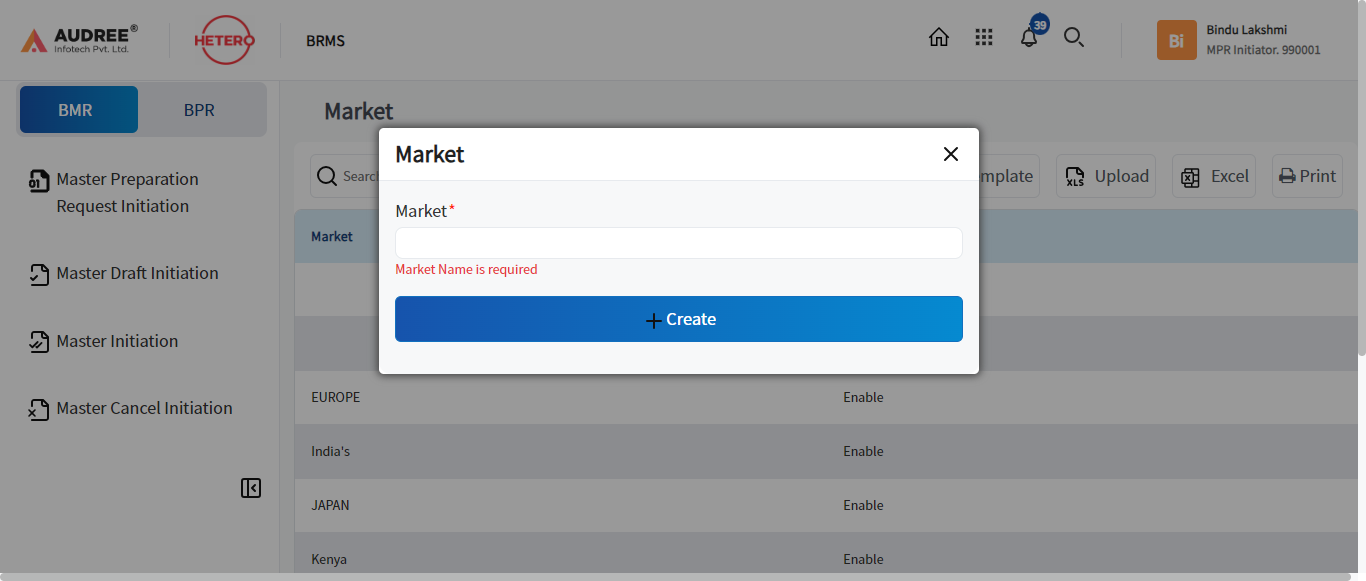 AUDREE®
Infotech Pvt. Ltd.
HETERO
BRMS
39
Bi
Bindu Lakshmi
MPR Initiator. 990001
BMR
BPR
Master Preparation
Request Initiation
Master Draft Initiation
Master Initiation
Master Cancel Initiation
Market
Search
mplate
XLS
Upload
Excel
Print
Market
Market
Market*
Market Name is required
Create
EUROPE
Enable
India's
Enable
JAPAN
Enable
Kenya
Enable